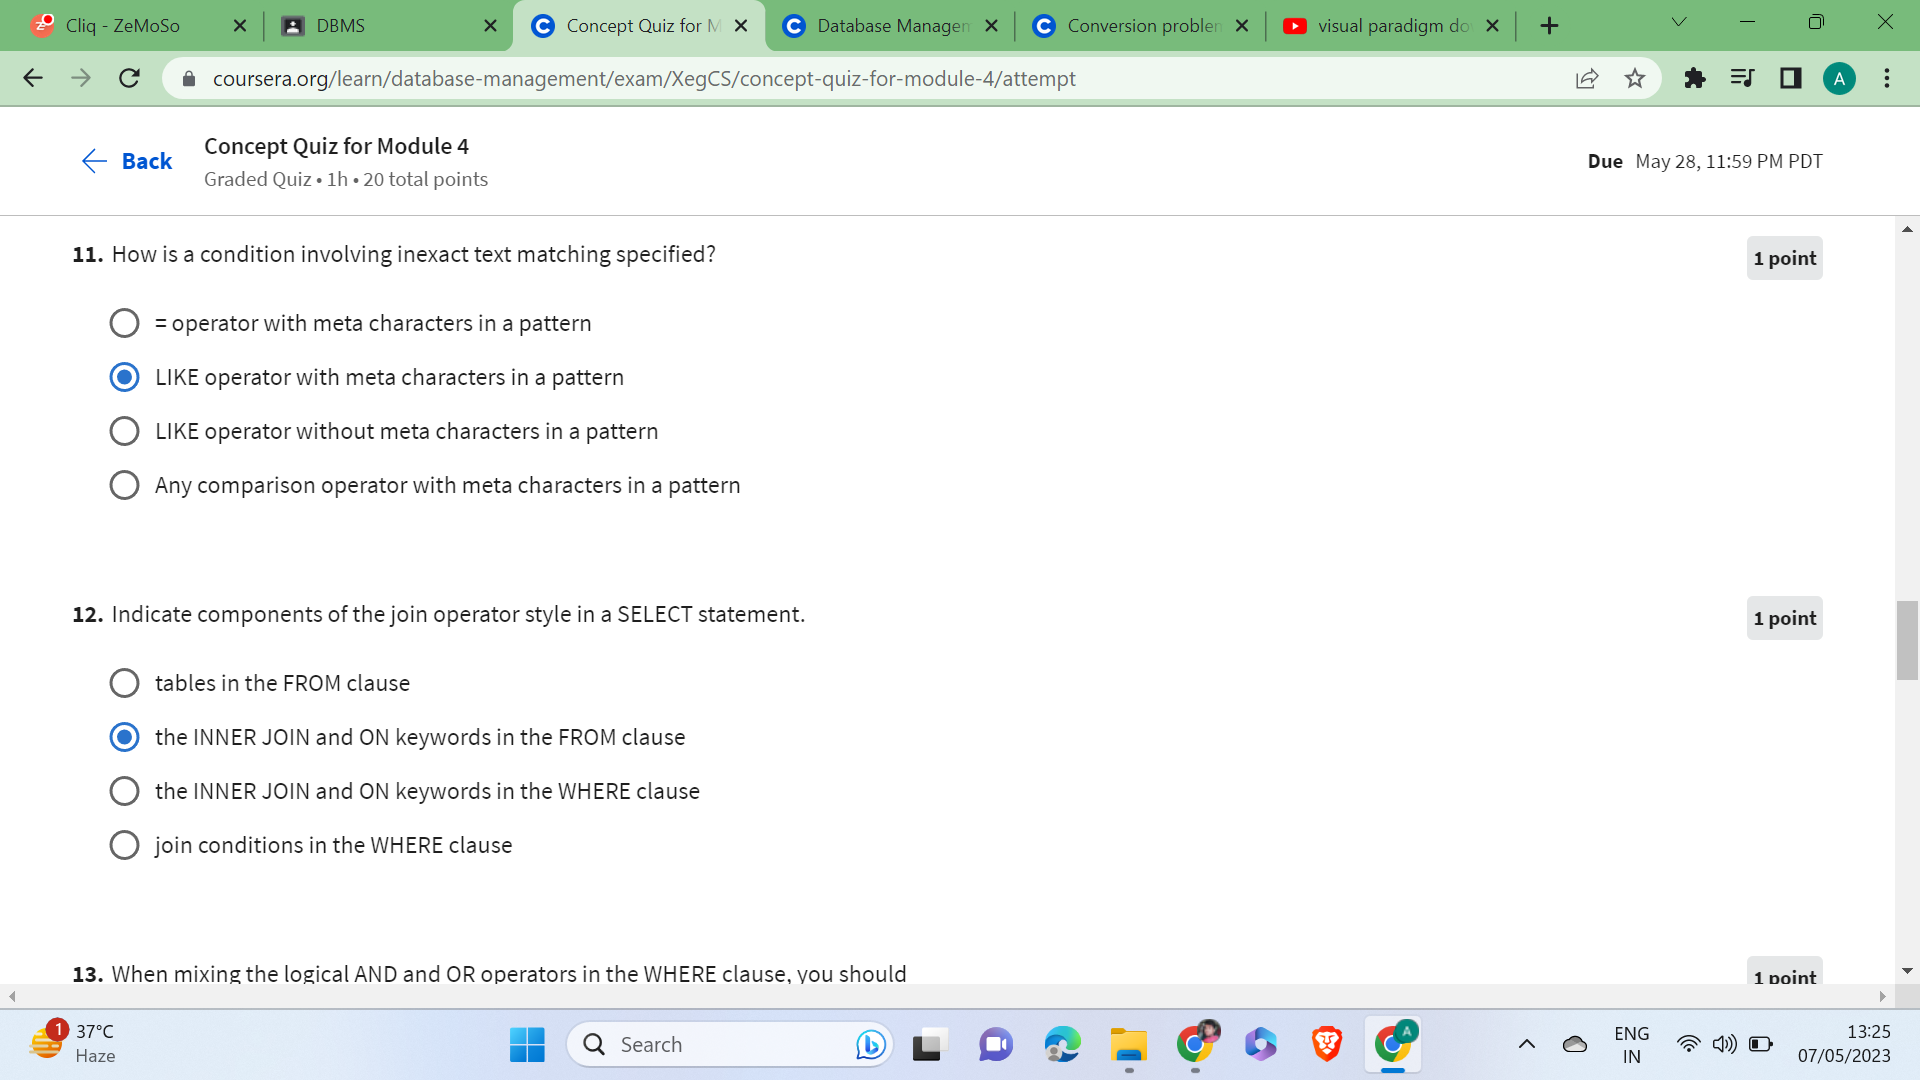 Cliq - ZeMoSo
DBMS
Concept Quiz for M
Database Managem
Conversion problem
visual paradigm do
coursera.org/learn/database-management/exam/XegCS/concept-quiz-for-module-4/attempt
A
Back
Concept Quiz for Module 4
Graded Quiz • 1h • 20 total points
Due May 28, 11:59 PM PDT
11. How is a condition involving inexact text matching specified?
1 point
= operator with meta characters in a pattern
LIKE operator with meta characters in a pattern
LIKE operator without meta characters in a pattern
Any comparison operator with meta characters in a pattern
12. Indicate components of the join operator style in a SELECT statement.
1 point
tables in the FROM clause
the INNER JOIN and ON keywords in the FROM clause
the INNER JOIN and ON keywords in the WHERE clause
join conditions in the WHERE clause
13. When mixing the logical AND and OR operators in the WHERE clause, you should
1 point
1
37°C
Haze
Search
A
ENG
IN
13:25
07/05/2023